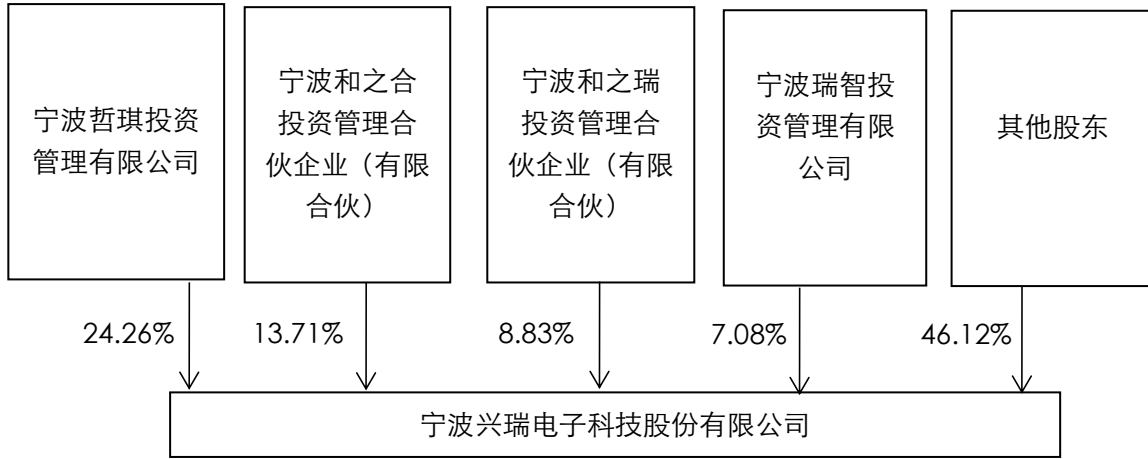 宁波哲琪投资
管理有限公司
宁波和之合
投资管理合
伙企业（有限
合伙）
宁波和之瑞
投资管理合
伙企业（有限
合伙）
宁波瑞智投
资管理有限
公司
其他股东
24.26%
13.71%
8.83%
7.08%
46.12%
宁波兴瑞电子科技股份有限公司